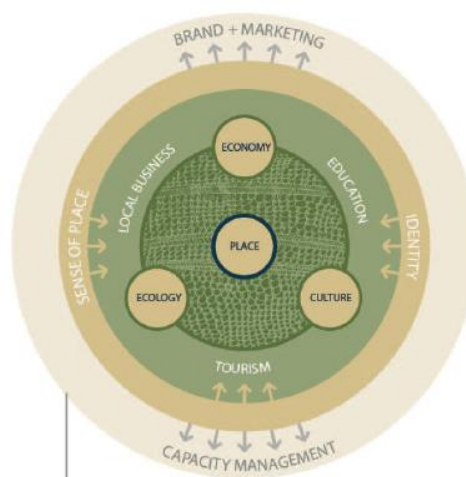 BRAND + MARKETING
ECONOMY
LOCAL BUSINESS
EDUCATION
SENSE OF PLACE
PLACE
IDENTITY
ECOLOGY
CULTURE
TOURISM
CAPACITY MANAGEMENT